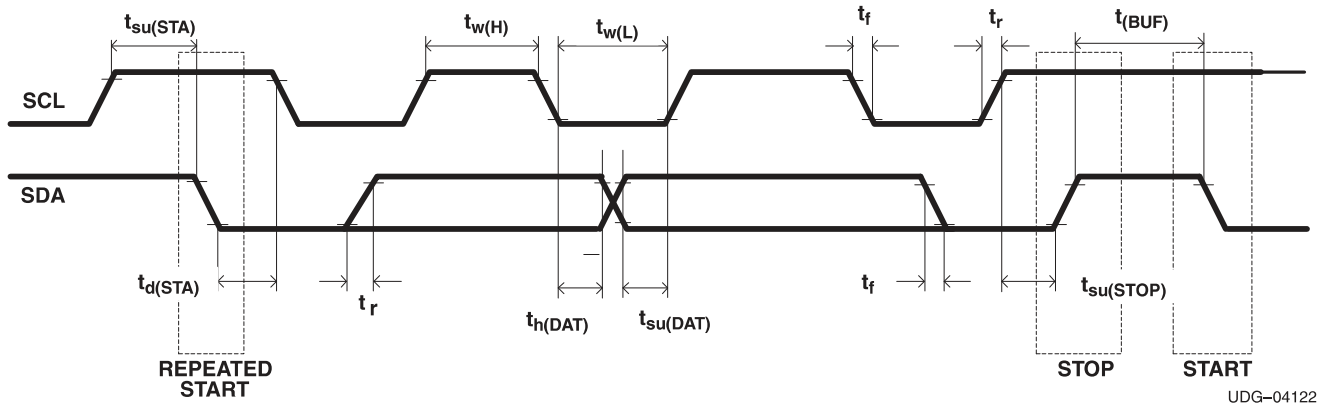 tsu(STA)
tw(H)
tw(L)
tf
tr
t(BUF)
SCL
SDA
td(STA)
tr
th(DAT)
tsu(DAT)
tf
tsu(STOP)
REPEATED
START
STOP
START
UDG–04122